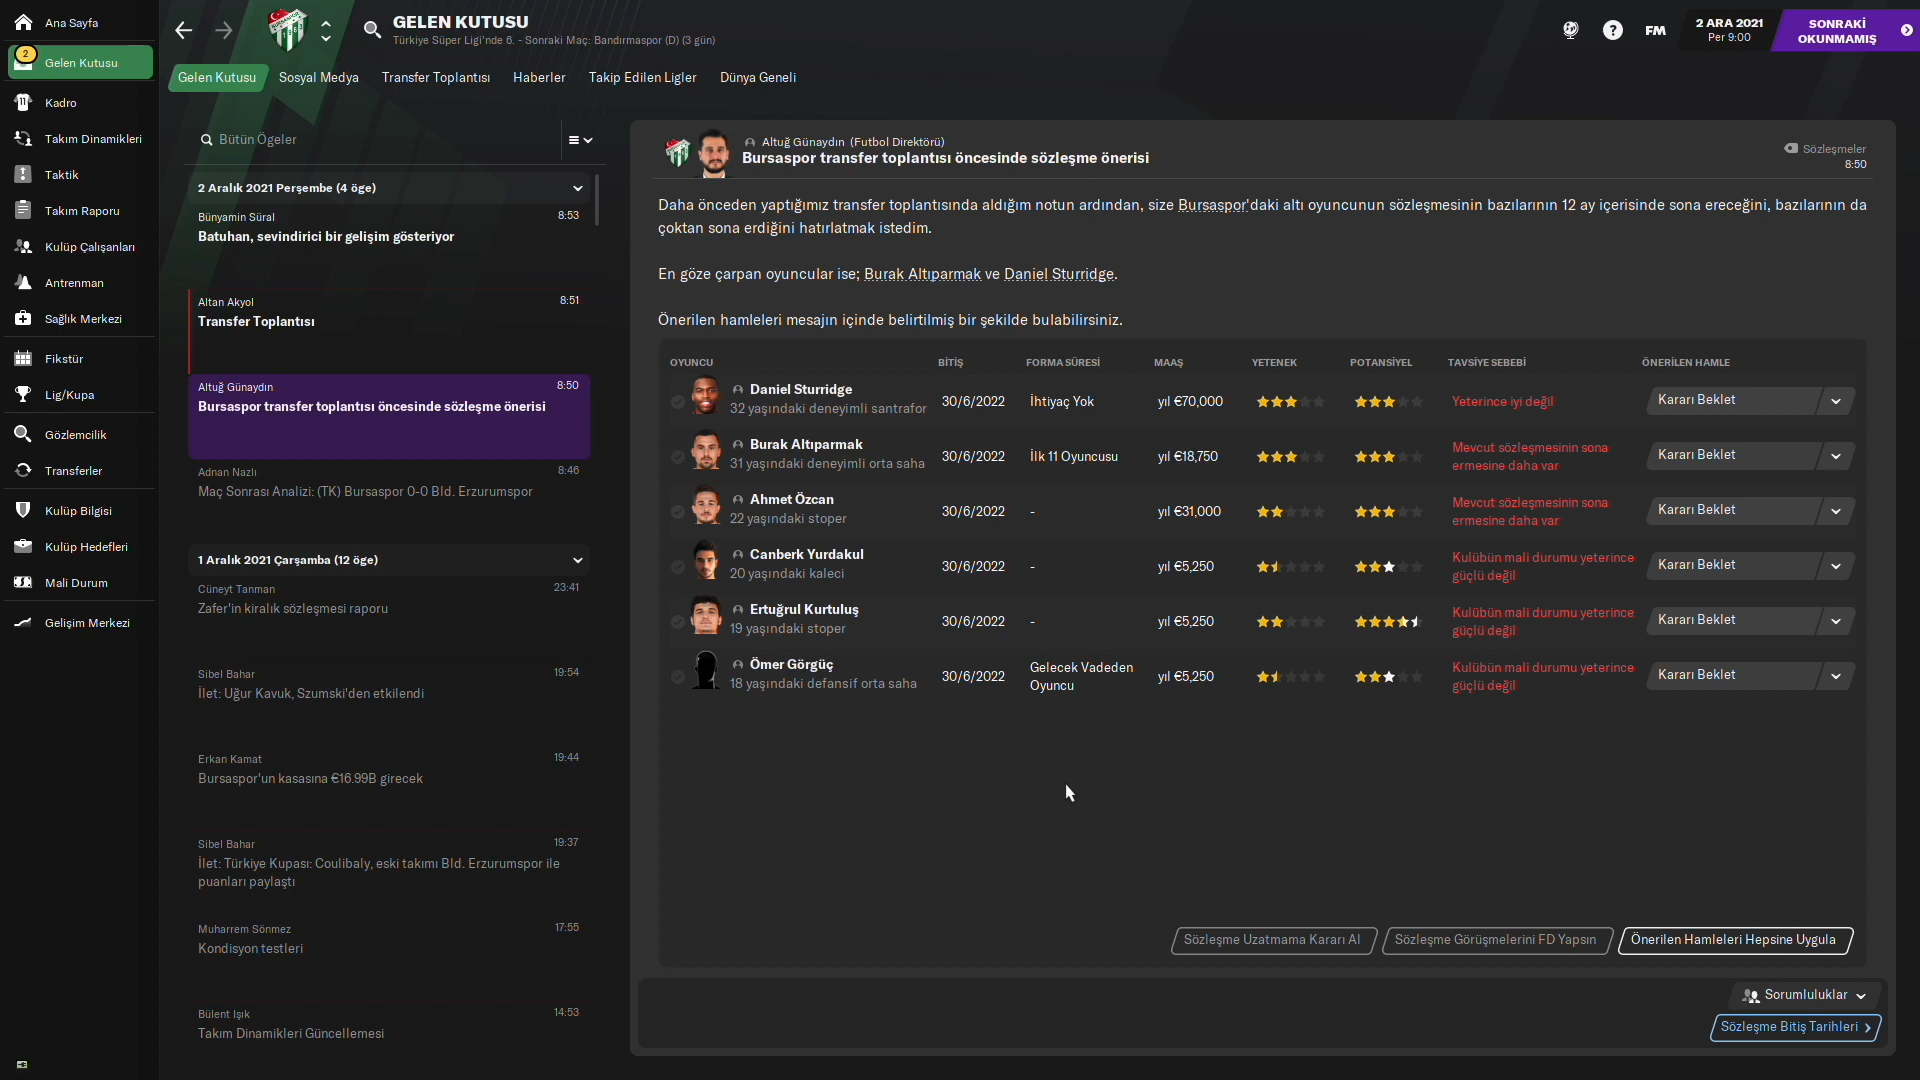 Ana Sayfa
2
Gelen Kutusu
Kadro
Takım Dinamikleri
Taktik
Takım Raporu
Kulüp Çalışanları
Antrenman
Sağlık Merkezi
Fikstür
Lig/Kupa
Gözlemcilik
Transferler
Kulüp Bilgisi
Kulüp Hedefleri
Mali Durum
Gelişim Merkezi
GELEN KUTUSU
Türkiye Süper Ligi'nde 6. - Sonraki Maç: Bandırmaspor (D) (3 gün)
FM
2 ARA 2021
Per 9:00
SONRAKİ
OKUNMAMIŞ
Gelen Kutusu Sosyal Medya Transfer Toplantısı Haberler Takip Edilen Ligler Dünya Geneli
Bütün Ögeler
2 Aralık 2021 Perşembe (4 öge)
Bünyamin Süral 8:53
Batuhan, sevindirici bir gelişim gösteriyor
Altan Akyol 8:51
Transfer Toplantısı
Altuğ Günaydın 8:50
Bursaspor transfer toplantısı öncesinde sözleşme önerisi
Adnan Nazlı 8:46
Maç Sonrası Analizi: (TK) Bursaspor 0-0 Bld. Erzurumspor
1 Aralık 2021 Çarşamba (12 öge)
Cüneyt Tanman 23:41
Zafer'in kiralık sözleşmesi raporu
Sibel Bahar 19:54
İlet: Uğur Kavuk, Szumski'den etkilendi
Erkan Kamat 19:44
Bursaspor'un kasasına €16.99B girecek
Sibel Bahar 19:37
İlet: Türkiye Kupası: Coulibaly, eski takımı Bld. Erzurumspor ile
puanları paylaştı
Muharrem Sönmez 17:55
Kondisyon testleri
Bülent Işık 14:53
Takım Dinamikleri Güncellemesi
Altuğ Günaydın (Futbol Direktörü)
Bursaspor transfer toplantısı öncesinde sözleşme önerisi
Sözleşmeler
8:50
Daha önceden yaptığımız transfer toplantısında aldığım notun ardından, size Bursaspor'daki altı oyuncunun sözleşmesinin bazılarının 12 ay içerisinde sona ereceğini, bazılarının da
çoktan sona erdiğini hatırlatmak istedim.
En göze çarpan oyuncular ise; Burak Altıparmak ve Daniel Sturridge.
Önerilen hamleleri mesajın içinde belirtilmiş bir şekilde bulabilirsiniz.
OYUNCU BİTİŞ FORMA SÜRESİ MAAŞ YETENEK POTANSİYEL TAVSİYE SEBEBİ ÖNERİLEN HAMLE
Daniel Sturridge
32 yaşındaki deneyimli santrafor 30/6/2022 İhtiyaç Yok yıl €70,000 Yeterince iyi değil Kararı Beklet
Burak Altıparmak
31 yaşındaki deneyimli orta saha 30/6/2022 İlk 11 Oyuncusu yıl €18,750 Mevcut sözleşmesinin sona
ermesine daha var Kararı Beklet
Ahmet Özcan
22 yaşındaki stoper 30/6/2022 - yıl €31,000 Mevcut sözleşmesinin sona
ermesine daha var Kararı Beklet
Canberk Yurdakul
20 yaşındaki kaleci 30/6/2022 - yıl €5,250 Kulübün mali durumu yeterince
güçlü değil Kararı Beklet
Ertuğrul Kurtuluş
19 yaşındaki stoper 30/6/2022 - yıl €5,250 Kulübün mali durumu yeterince
güçlü değil Kararı Beklet
Ömer Görgüç
18 yaşındaki defansif orta saha 30/6/2022 Gelecek Vadeden
Oyuncu yıl €5,250 Kulübün mali durumu yeterince
güçlü değil Kararı Beklet
Sözleşme Uzatmama Kararı Al Sözleşme Görüşmelerini FD Yapsın Önerilen Hamleleri Hepsine Uygula
Sorumluluklar
Sözleşme Bitiş Tarihleri